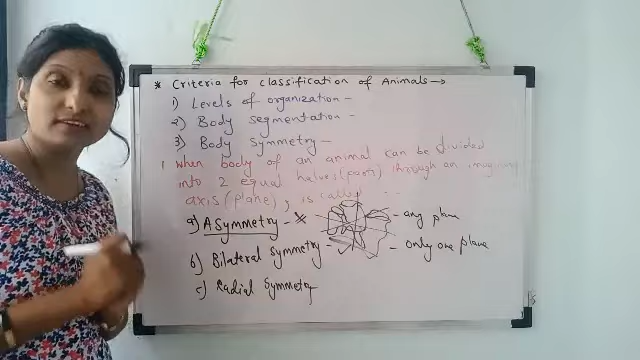 * Criteria for classification of Animals→
1) Levels of organization -
2) Body segmentation -
3) Body Symmetry -
When body of an animal can be divided
into 2 equal halves (part) through an imaginary
axis (plane), is
a) ASymmetry - × - any plane
b) Bilateral Symmetry - - only one plane
c) Radial Symmetry